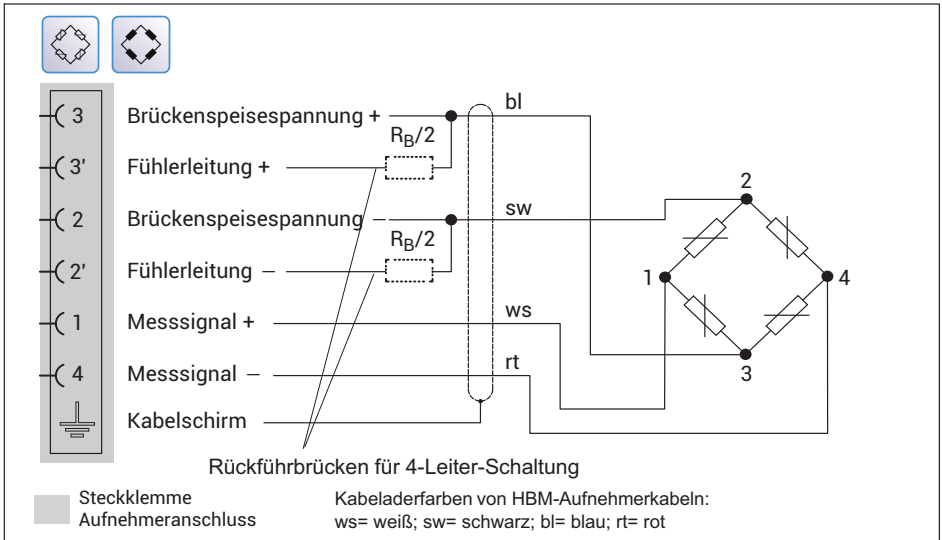 3 Brückenspeisespannung + bl
R_B/2
3' Fühlerleitung +
2 Brückenspeisespannung – sw
R_B/2
2' Fühlerleitung –
1 Messsignal + ws
4 Messsignal – rt
Kabelschirm
2
1
4
3
Rückführbrücken für 4-Leiter-Schaltung
Steckklemme
Aufnehmeranschluss
Kabeladerfarben von HBM-Aufnehmerkabeln:
ws= weiß; sw= schwarz; bl= blau; rt= rot